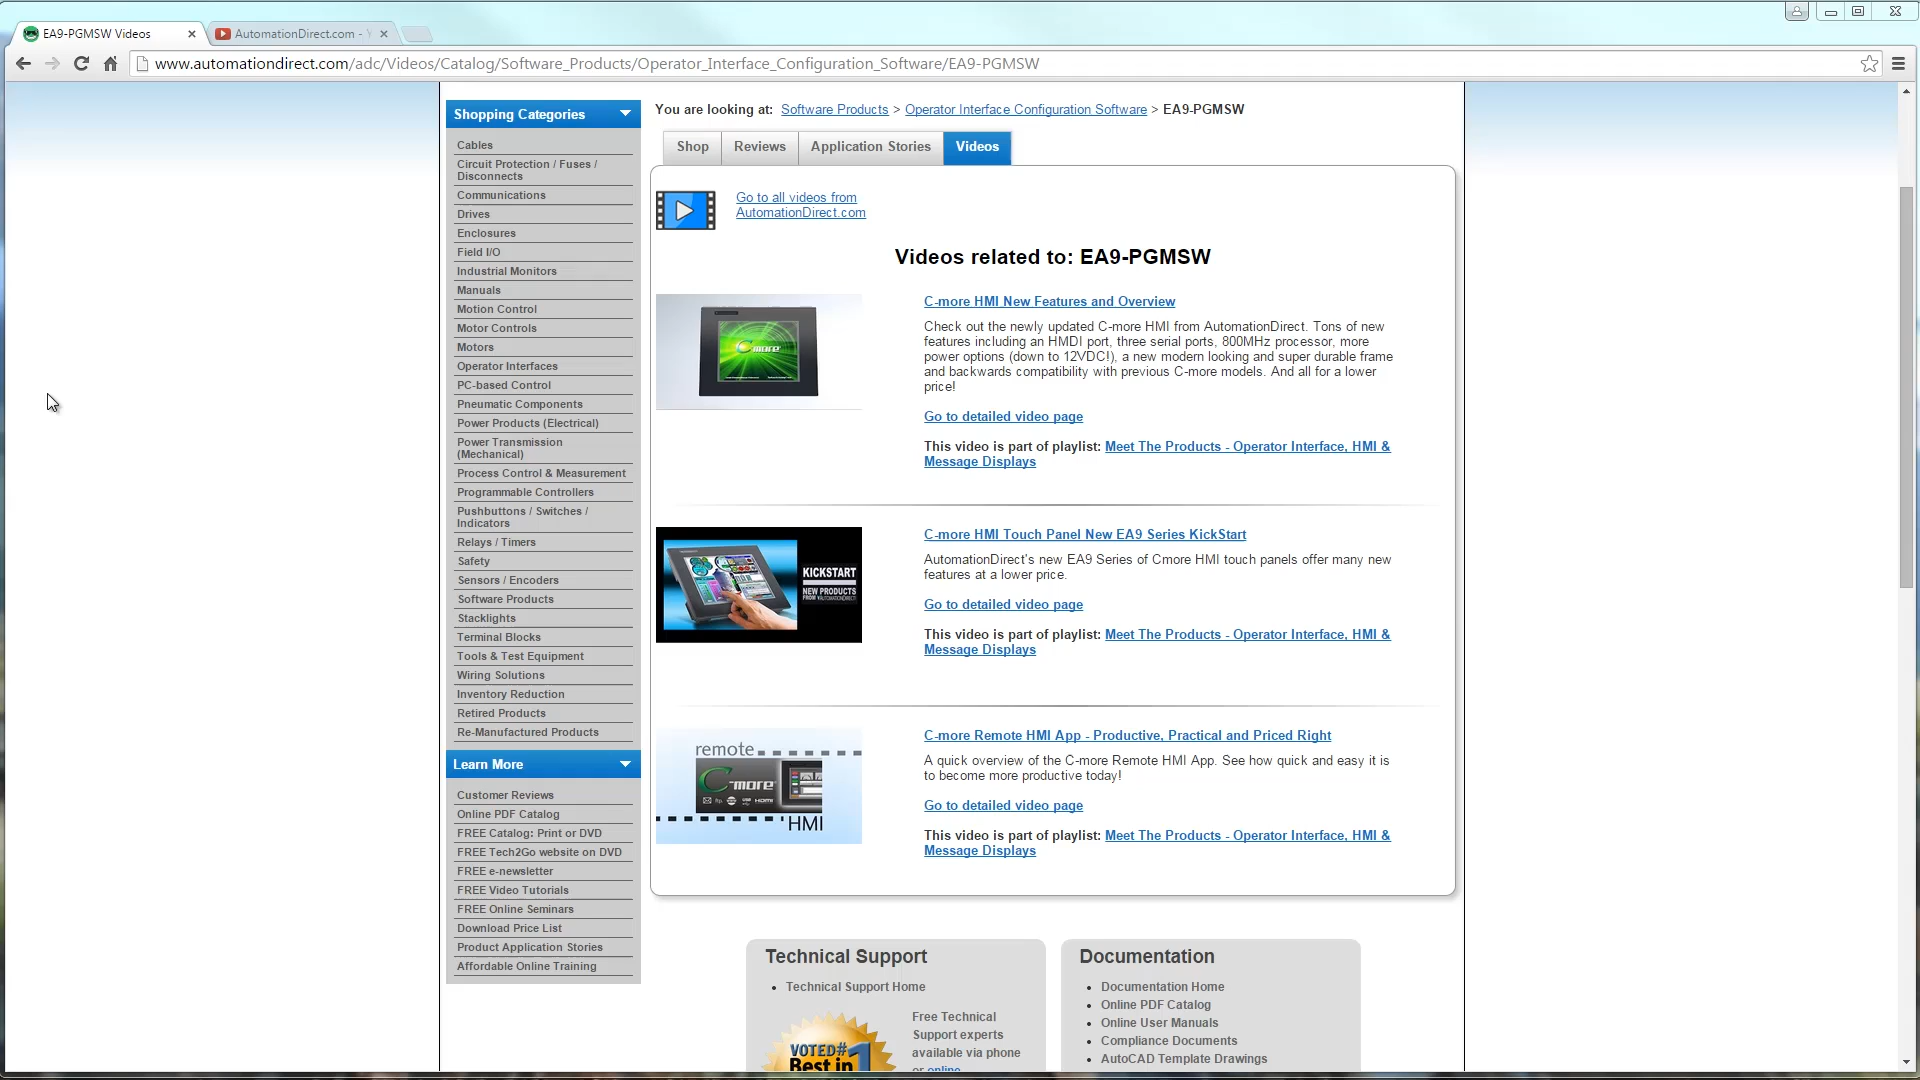 EA9-PGMSW Videos
AutomationDirect.com -
www.automationdirect.com/adc/Videos/Catalog/Software_Products/Operator_Interface_Configuration_Software/EA9-PGMSW
Shopping Categories
Cables
Circuit Protection / Fuses /
Disconnects
Communications
Drives
Enclosures
Field I/O
Industrial Monitors
Manuals
Motion Control
Motor Controls
Motors
Operator Interfaces
PC-based Control
Pneumatic Components
Power Products (Electrical)
Power Transmission
(Mechanical)
Process Control & Measurement
Programmable Controllers
Pushbuttons / Switches /
Indicators
Relays / Timers
Safety
Sensors / Encoders
Software Products
Stacklights
Terminal Blocks
Tools & Test Equipment
Wiring Solutions
Inventory Reduction
Retired Products
Re-Manufactured Products
Learn More
Customer Reviews
Online PDF Catalog
FREE Catalog: Print or DVD
FREE Tech2Go website on DVD
FREE e-newsletter
FREE Video Tutorials
FREE Online Seminars
Download Price List
Product Application Stories
Affordable Online Training
You are looking at: Software Products > Operator Interface Configuration Software > EA9-PGMSW
Shop Reviews Application Stories Videos
Go to all videos from
AutomationDirect.com
Videos related to: EA9-PGMSW
C-more
C-more HMI New Features and Overview
Check out the newly updated C-more HMI from AutomationDirect. Tons of new
features including an HMDI port, three serial ports, 800MHz processor, more
power options (down to 12VDC!), a new modern looking and super durable frame
and backwards compatibility with previous C-more models. And all for a lower
price!
Go to detailed video page
This video is part of playlist: Meet The Products - Operator Interface, HMI &
Message Displays
KICKSTART
NEW PRODUCTS
FROM AUTOMATIONDIRECT
C-more HMI Touch Panel New EA9 Series KickStart
AutomationDirect's new EA9 Series of Cmore HMI touch panels offer many new
features at a lower price.
Go to detailed video page
This video is part of playlist: Meet The Products - Operator Interface, HMI &
Message Displays
remote
C-more
HDMI
HMI
C-more Remote HMI App - Productive, Practical and Priced Right
A quick overview of the C-more Remote HMI App. See how quick and easy it is
to become more productive today!
Go to detailed video page
This video is part of playlist: Meet The Products - Operator Interface, HMI &
Message Displays
Technical Support
Technical Support Home
VOTED #1
Best in
Free Technical
Support experts
available via phone
or online
Documentation
Documentation Home
Online PDF Catalog
Online User Manuals
Compliance Documents
AutoCAD Template Drawings